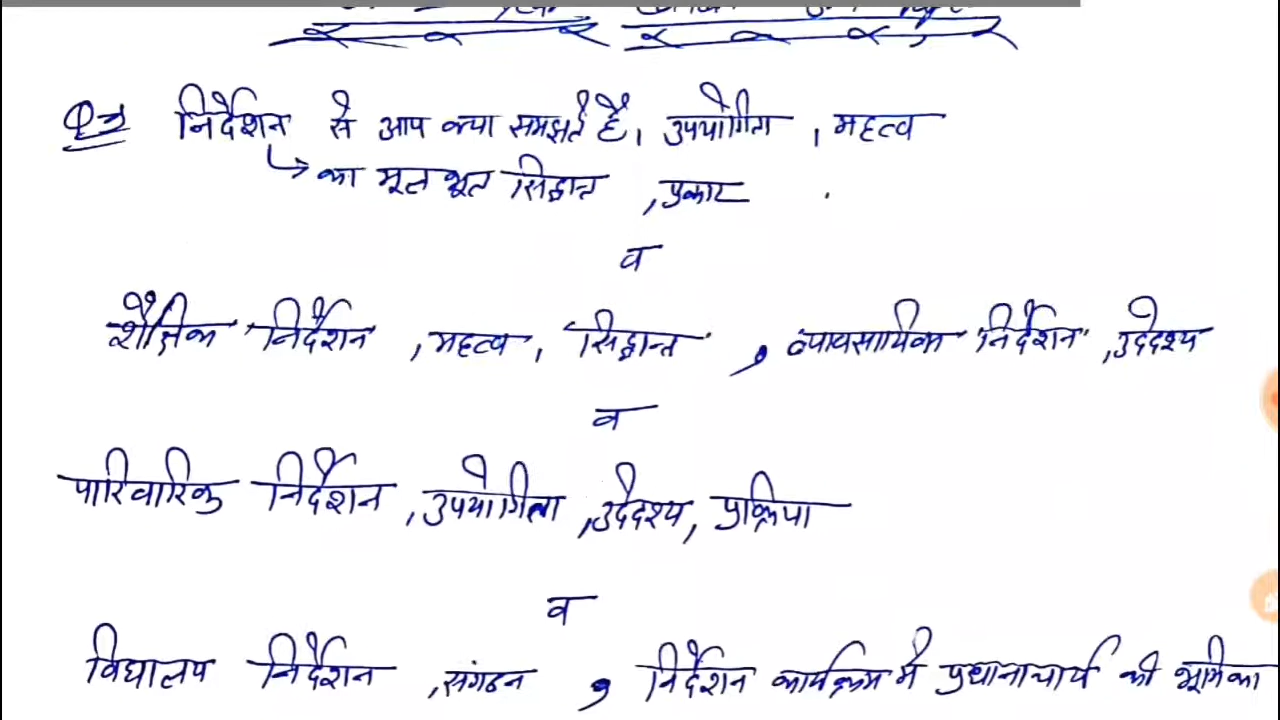 Q1 निर्देशन से आप क्या समझते हैं, उपयोगिता, महत्व
का मूलभूत सिद्धान्त, प्रकार
व
शैक्षिक निर्देशन, महत्व, सिद्धान्त, व्यावसायिक निर्देशन, उद्देश्य
व
पारिवारिक निर्देशन, उपयोगिता, उद्देश्य, प्रक्रिया
व
विद्यालय निर्देशन, संगठन, निर्देशन कार्यक्रम में प्रधानाचार्य की भूमिका